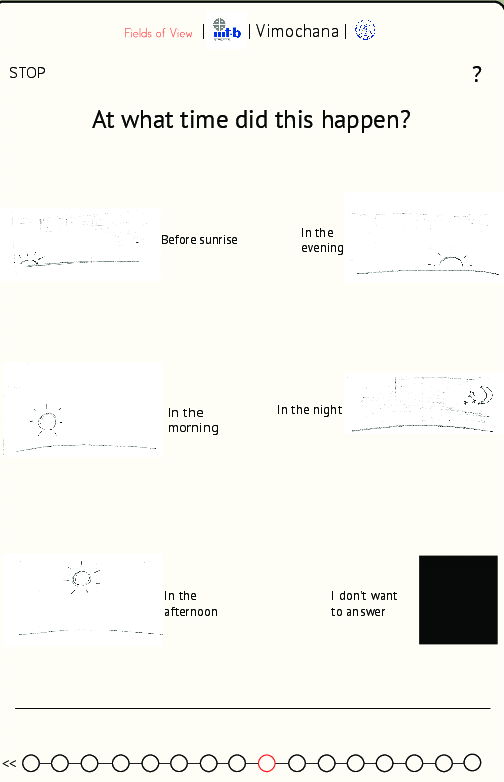 Fields of View | iiitb | Vimochana |
STOP ?
At what time did this happen?
Before sunrise
In the
evening
In the
morning
In the night
In the
afternoon
I don't want
to answer
<<